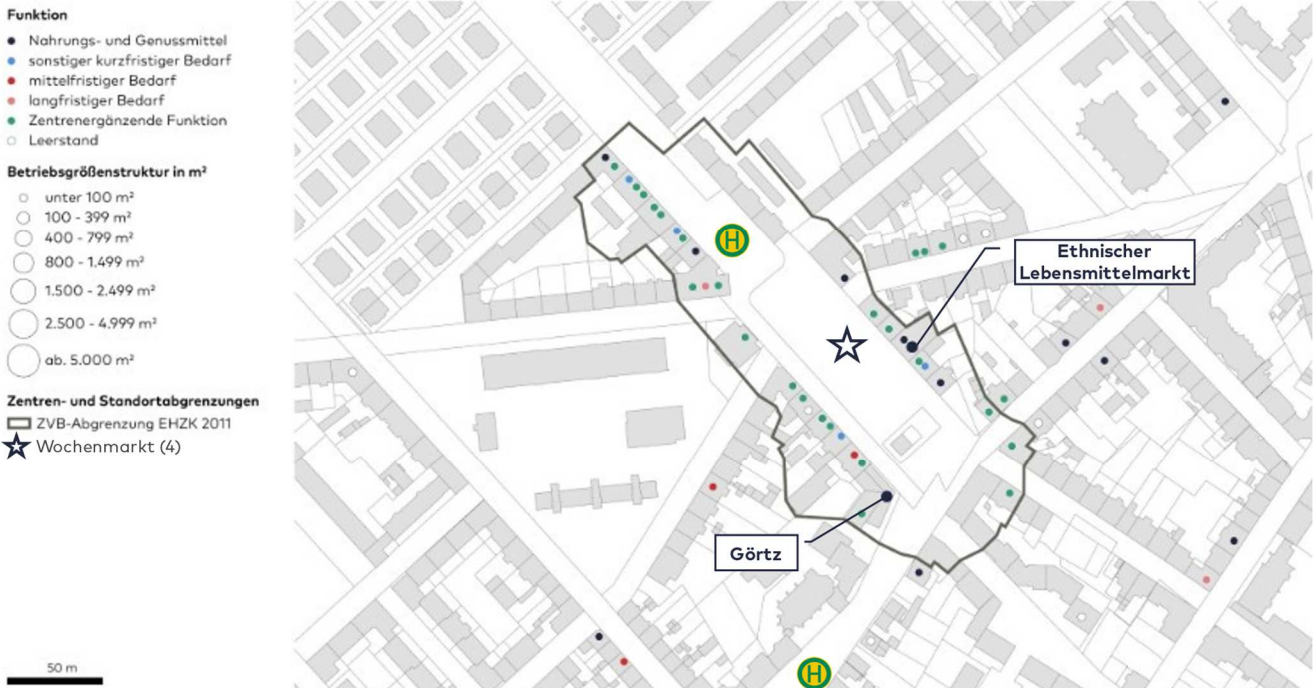 Funktion
Nahrungs- und Genussmittel
sonstiger kurzfristiger Bedarf
mittelfristiger Bedarf
langfristiger Bedarf
Zentrenergänzende Funktion
Leerstand
Betriebsgrößenstruktur in m²
unter 100 m²
100 - 399 m²
400 - 799 m²
800 - 1.499 m²
1.500 - 2.499 m²
2.500 - 4.999 m²
ab. 5.000 m²
Zentren- und Standortabgrenzungen
ZVB-Abgrenzung EHZK 2011
Wochenmarkt (4)
50 m
H
Ethnischer
Lebensmittelmarkt
Görtz
H